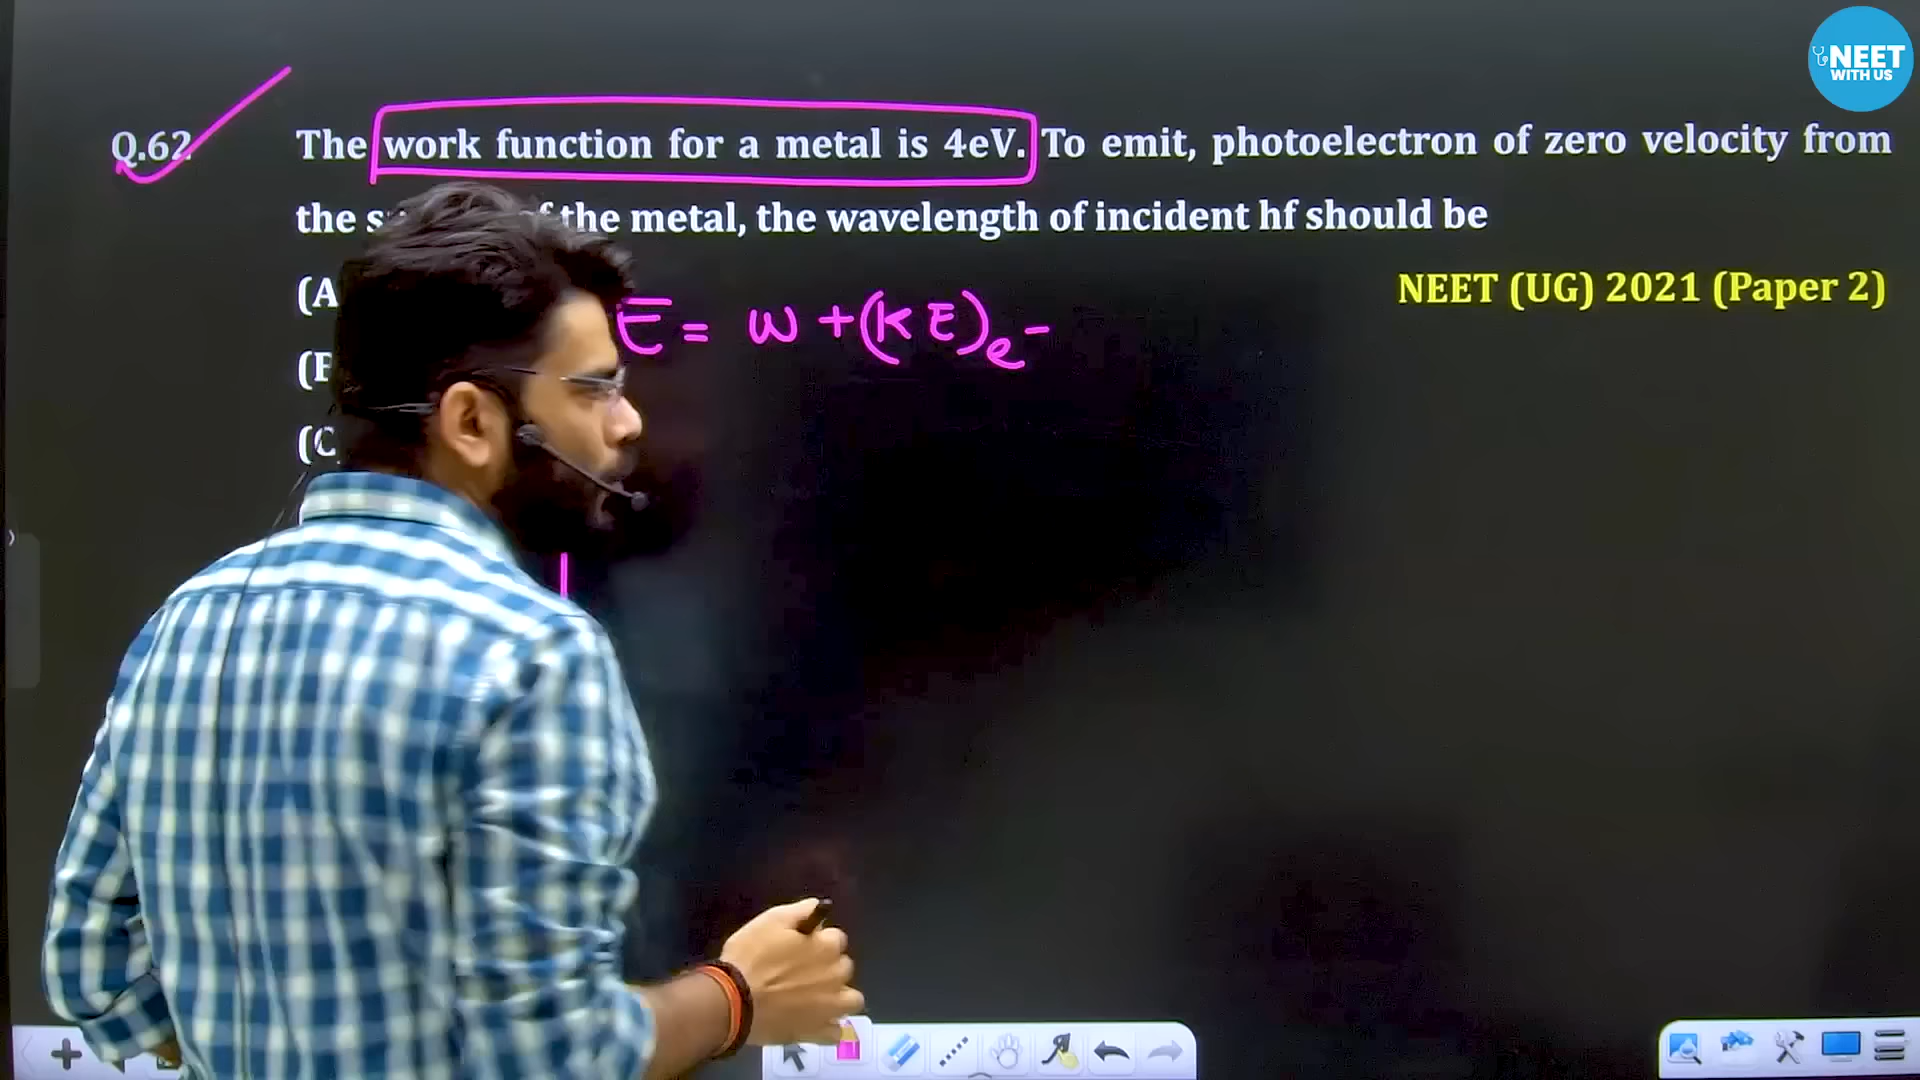 NEET
WITH US
Q.62 The work function for a metal is 4eV. To emit, photoelectron of zero velocity from
the of the metal, the wavelength of incident hf should be
(A
NEET (UG) 2021 (Paper 2)
E = W + (KE)e-
(C